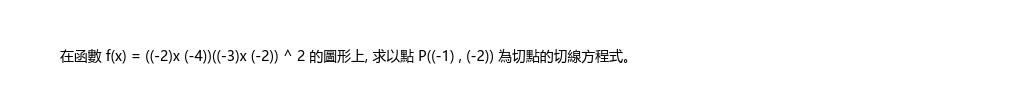 在函數 f(x) = ((-2)x (-4))((-3)x (-2)) ^ 2 的圖形上, 求以點 P((-1) , (-2)) 為切點的切線方程式。